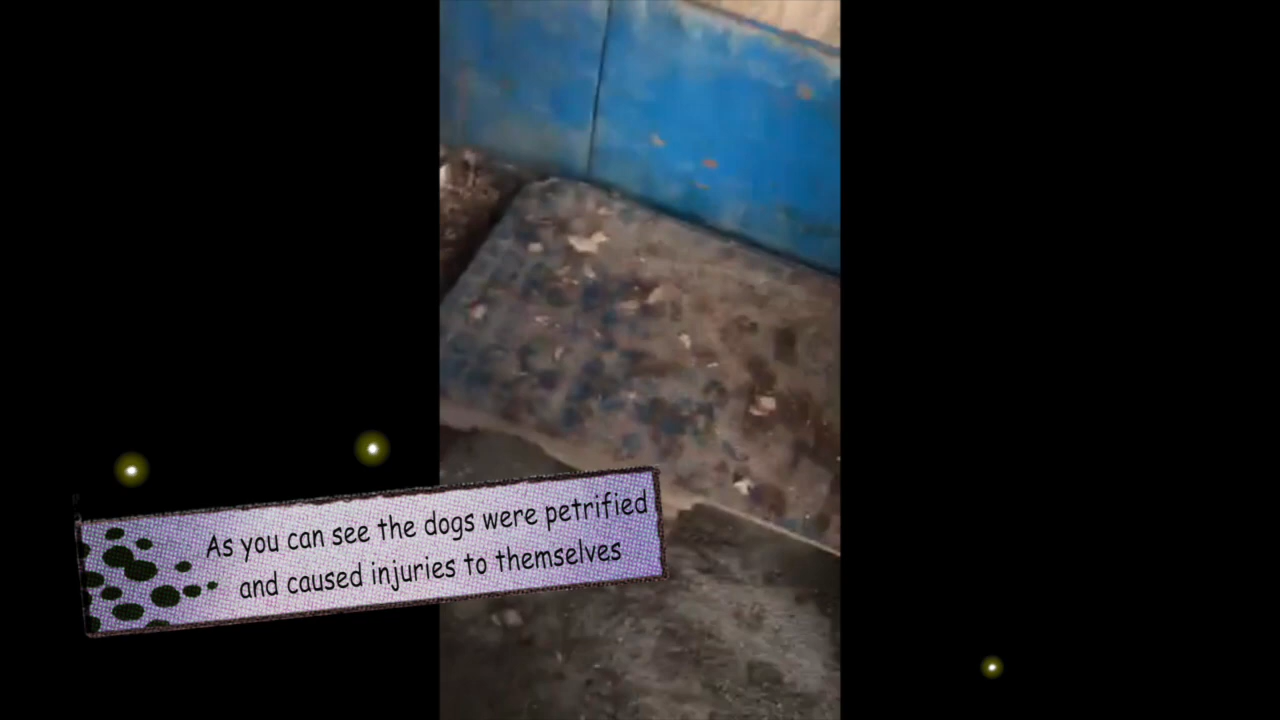 As you can see the dogs were petrified
and caused injuries to themselves